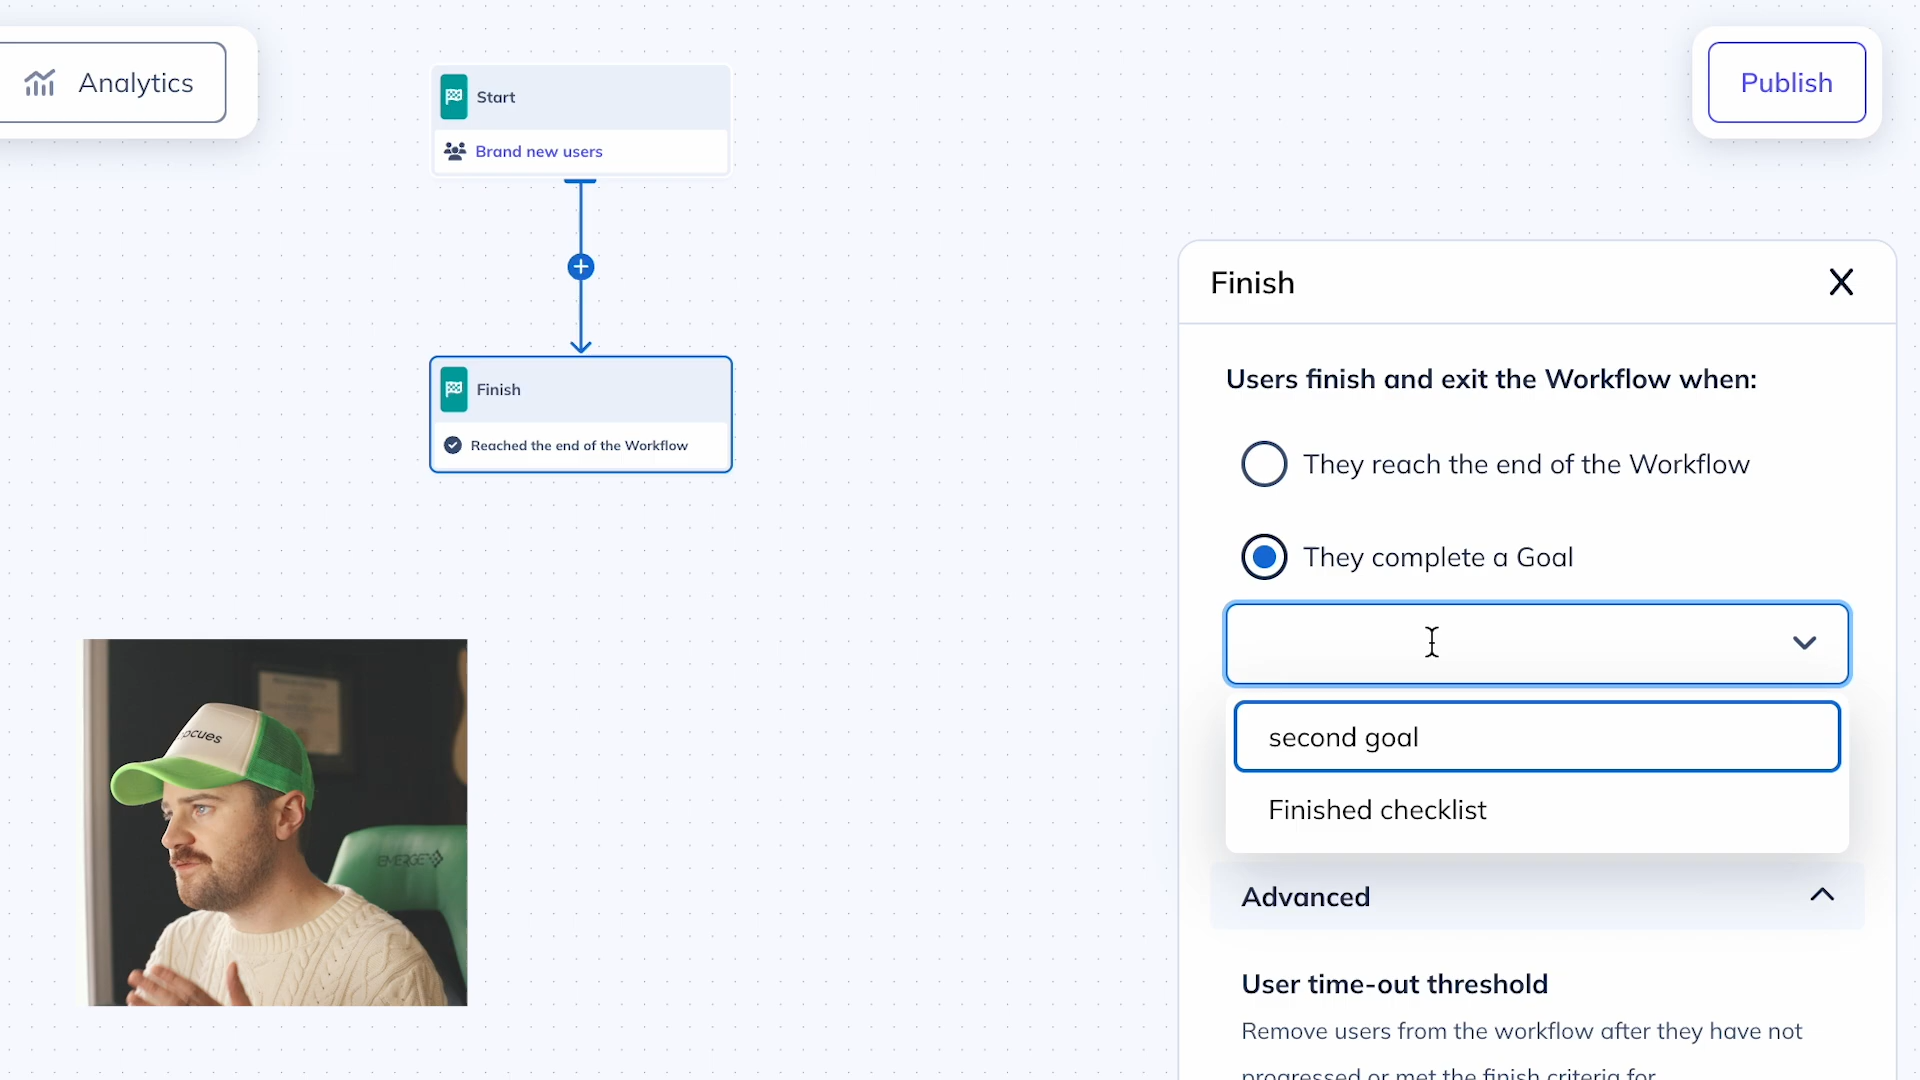 Analytics
Start
Brand new users
Publish
Finish
Users finish and exit the Workflow when:
They reach the end of the Workflow
They complete a Goal
second goal
Finished checklist
Advanced
User time-out threshold
Remove users from the workflow after they have not
progressed or met the finish criteria for
Finish
Reached the end of the Workflow
EMERGE